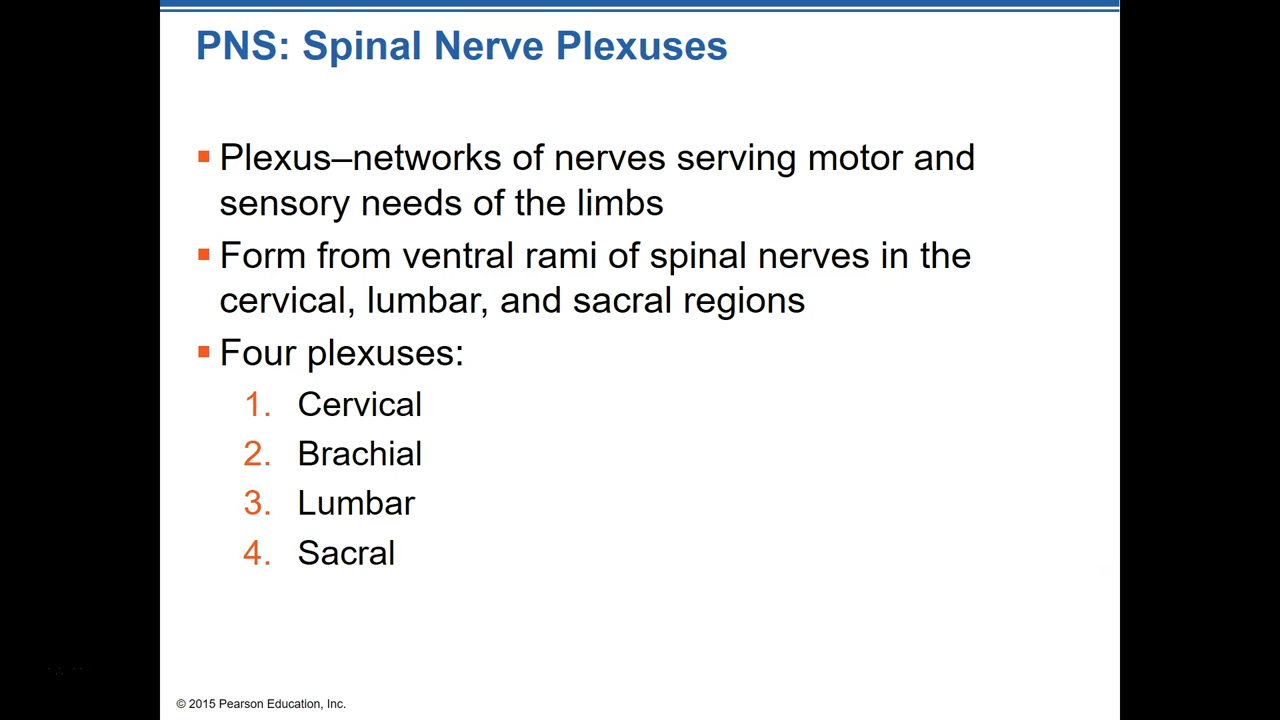 PNS: Spinal Nerve Plexuses
▪ Plexus–networks of nerves serving motor and
sensory needs of the limbs
▪ Form from ventral rami of spinal nerves in the
cervical, lumbar, and sacral regions
▪ Four plexuses:
1. Cervical
2. Brachial
3. Lumbar
4. Sacral
© 2015 Pearson Education, Inc.